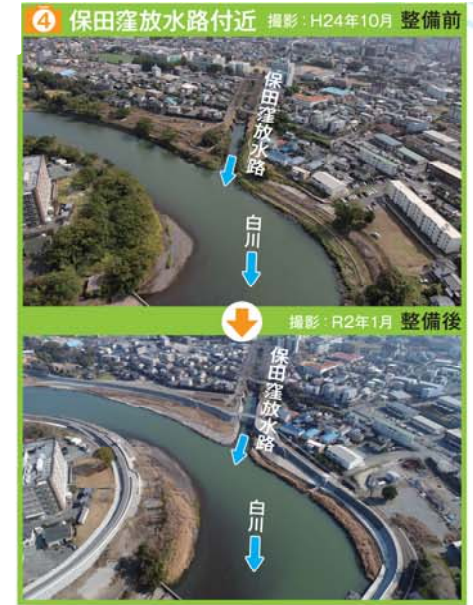 ④ 保田窪放水路付近 撮影：H24年10月 整備前
保田窪放水路
白川
撮影：R2年1月 整備後
保田窪放水路
白川